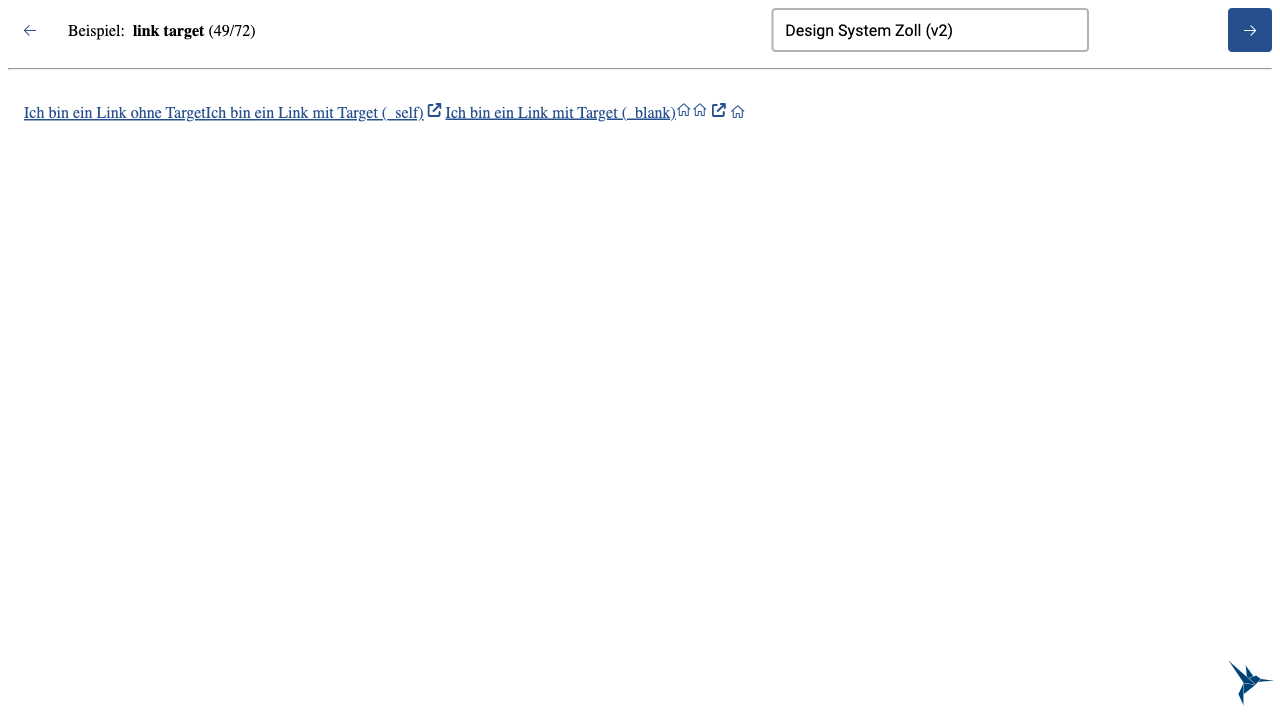 Beispiel: link target (49/72)
Design System Zoll (v2)
Ich bin ein Link ohne TargetIch bin ein Link mit Target (_self) Ich bin ein Link mit Target (_blank)